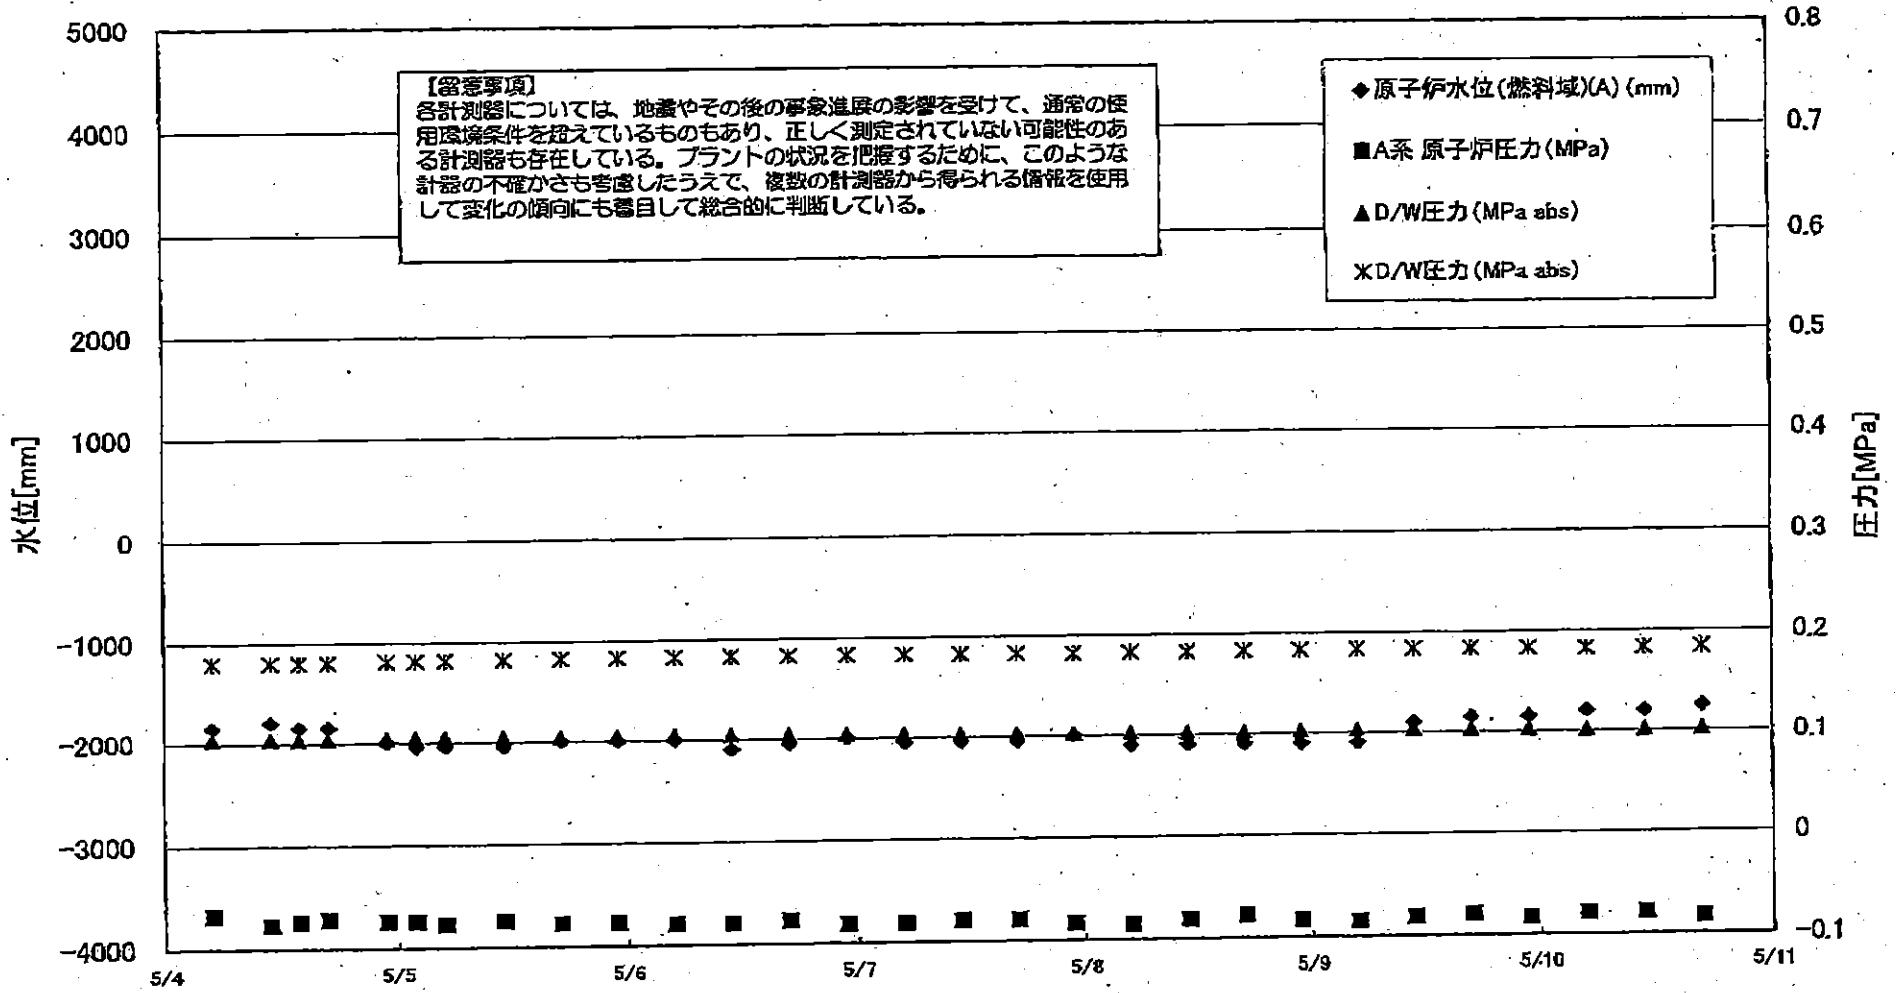 5000
4000
3000
2000
1000
0
-1000
-2000
-3000
-4000
水位[mm]
【留意事項】
各計測器については、地震やその後の事象進展の影響を受けて、通常の使
用環境条件を超えているものもあり、正しく測定されていない可能性のあ
る計測器も存在している。プラントの状況を把握するために、このような
計器の不確かさも考慮したうえで、複数の計測器から得られる情報を使用
して変化の傾向にも着目して総合的に判断している。
◆原子炉水位(燃料域)(A)(mm)
■A系 原子炉圧力(MPa)
▲D/W圧力(MPa abs)
D/W圧力(MPa abs)
0.8
0.7
0.6
0.5
0.4
0.3
0.2
0.1
0
-0.1
圧力[MPa]
5/4
5/5
5/6
5/7
5/8
5/9
5/10
5/11